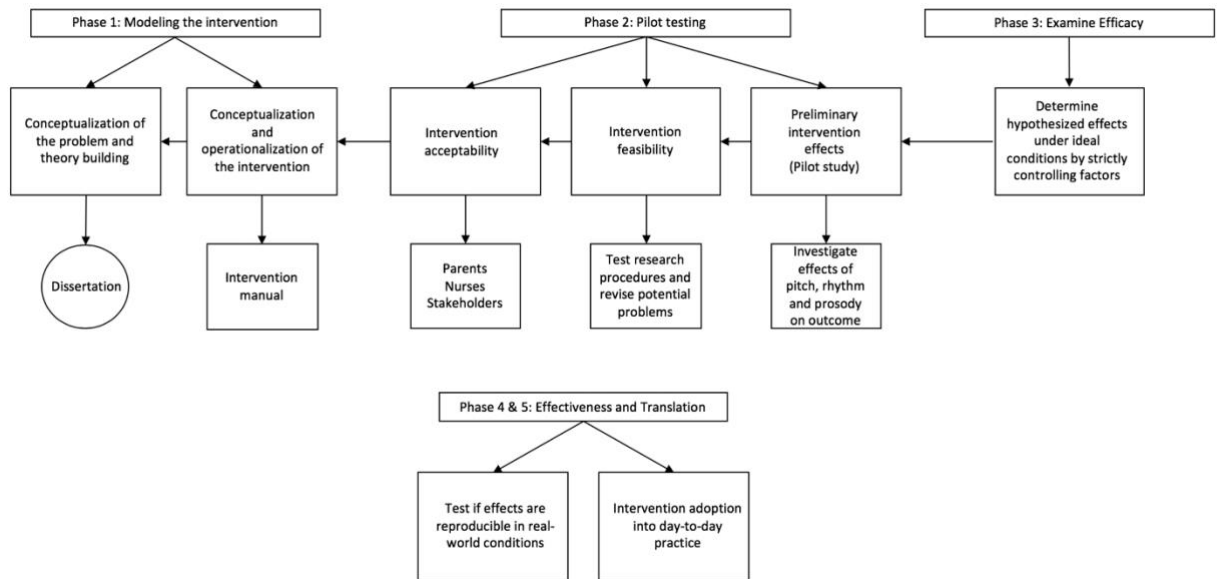 Phase 1: Modeling the intervention
Phase 2: Pilot testing
Phase 3: Examine Efficacy
Conceptualization of
the problem and
theory building
Conceptualization
and
operationalization of
the intervention
Intervention
acceptability
Intervention
feasibility
Preliminary
intervention
effects
(Pilot study)
Determine
hypothesized effects
under ideal
conditions by strictly
controlling factors
Dissertation
Intervention
manual
Parents
Nurses
Stakeholders
Test research
procedures and
revise potential
problems
Investigate
effects of
pitch, rhythm
and prosody
on outcome
Phase 4 & 5: Effectiveness and Translation
Test if effects are
reproducible in real-
world conditions
Intervention adoption
into day-to-day
practice